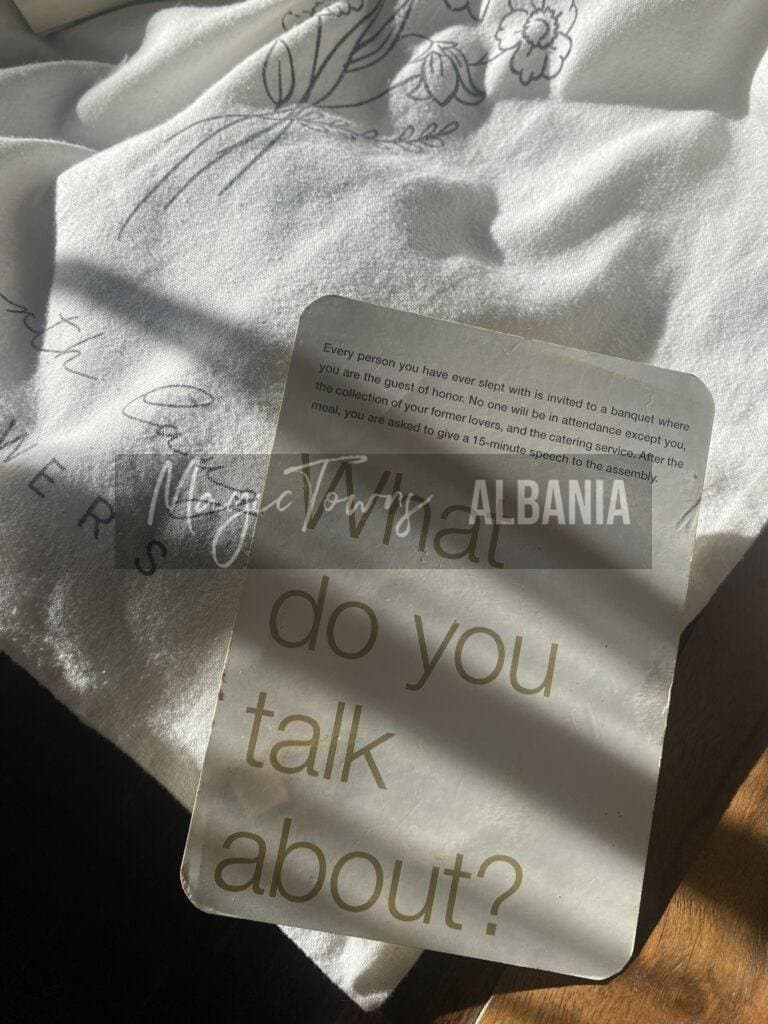 Every person you have ever slept with is invited to a banquet where
you are the guest of honor. No one will be in attendance except you,
the collection of your former lovers, and the catering service. After the
meal, you are asked to give a 15-minute speech to the assembly.
What
do you
talk
about?
Magic Towns ALBANIA
WERS